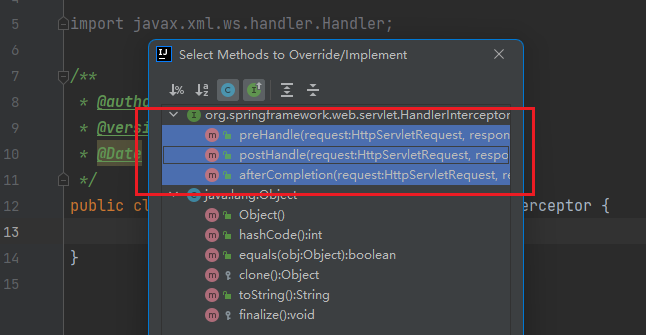 5 import javax.xml.ws.handler.Handler;
6
Select Methods to Override/Implement
7 /**
8 * @autho
9 * @versi
10 * @Date
11 */
12 public cl
erceptor {
13
14 }
15
org.springframework.web.servlet.HandlerInterceptor
preHandle(request:HttpServletRequest, respon
postHandle(request:HttpServletRequest, respo
afterCompletion(request:HttpServletRequest, re
java.lang.Object
Object()
hashCode():int
equals(obj:Object):boolean
clone():Object
toString():String
finalize():void